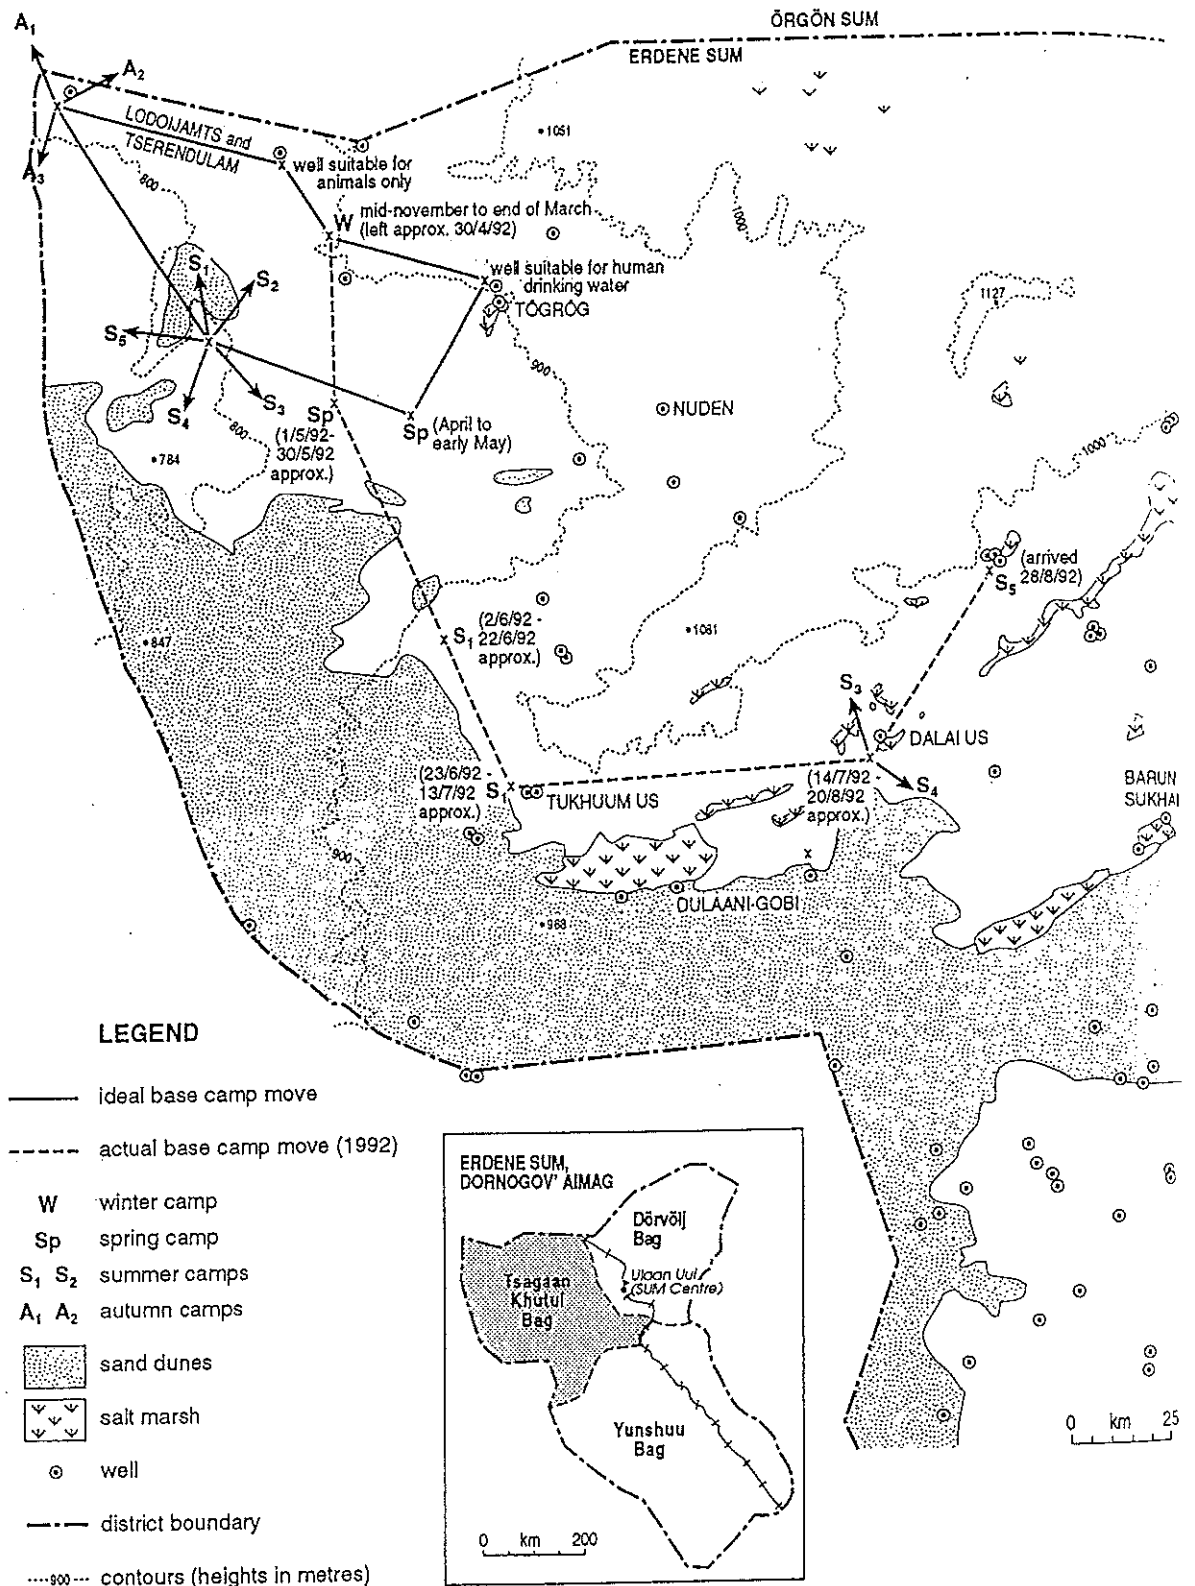 A₁
ÖRGÖN SUM
ERDENE SUM
A₂
LODOIJAMTS and
TSERENDULAM
A₃
800
well suitable for
animals only
1051
1000
W
mid-november to end of March
(left approx. 30/4/92)
well suitable for human
drinking water
TÖGRÖG
1127
S₁
S₂
S₅
S₃
S₄
800
784
Sp
(1/5/92-
30/5/92
approx.)
Sp
(April to
early May)
900
NUDEN
1000
S₅
(arrived
28/8/92)
847
S₁
(2/6/92 -
22/6/92
approx.)
1081
S₃
DALAI US
S₄
(23/6/92 -
13/7/92
approx.)
S₁
TUKHUUM US
(14/7/92 -
20/8/92
approx.)
BARUN
SUKHAI
900
DULAANI-GOBI
968
LEGEND
ideal base camp move
actual base camp move (1992)
W winter camp
Sp spring camp
S₁ S₂ summer camps
A₁ A₂ autumn camps
sand dunes
salt marsh
well
district boundary
900 contours (heights in metres)
ERDENE SUM,
DORNOGOV' AIMAG
Dörvölj
Bag
Ulaan Uul
(SUM Centre)
Tsagaan
Khutul
Bag
Yunshuu
Bag
0 km 200
0 km 25